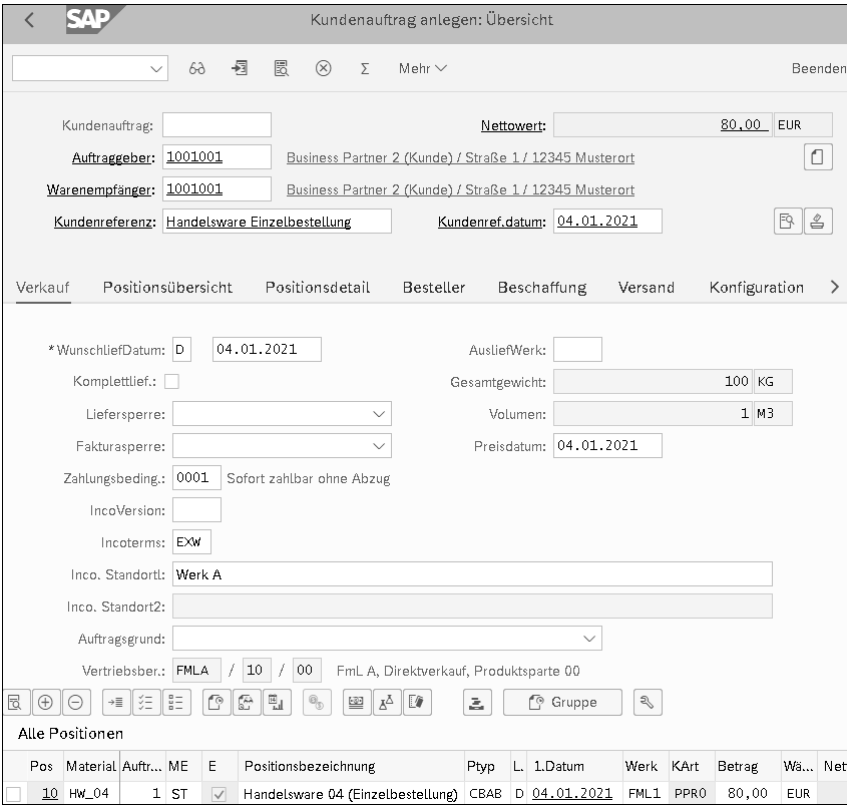 SAP Kundenauftrag anlegen: Übersicht
Mehr Beenden
Kundenauftrag: Nettowert: 80,00 EUR
Auftraggeber: 1001001 Business Partner 2 (Kunde) / Straße 1 / 12345 Musterort
Warenempfänger: 1001001 Business Partner 2 (Kunde) / Straße 1 / 12345 Musterort
Kundenreferenz: Handelsware Einzelbestellung Kundenref.datum: 04.01.2021
Verkauf Positionsübersicht Positionsdetail Besteller Beschaffung Versand Konfiguration
*WunschliefDatum: D 04.01.2021 AusliefWerk:
Komplettlief.: Gesamtgewicht: 100 KG
Liefersperre: Volumen: 1 M3
Fakturasperre: Preisdatum: 04.01.2021
Zahlungsbeding.: 0001 Sofort zahlbar ohne Abzug
IncoVersion:
Incoterms: EXW
Inco. Standortl: Werk A
Inco. Standort2:
Auftragsgrund:
Vertriebsber.: FMLA / 10 / 00 FmL A, Direktverkauf, Produktsparte 00
Gruppe
Alle Positionen
Pos Material Auftr... ME E Positionsbezeichnung Ptyp L. 1.Datum Werk KArt Betrag Wä... Net
10 HW_04 1 ST Handelsware 04 (Einzelbestellung) CBAB D 04.01.2021 FML1 PPR0 80,00 EUR